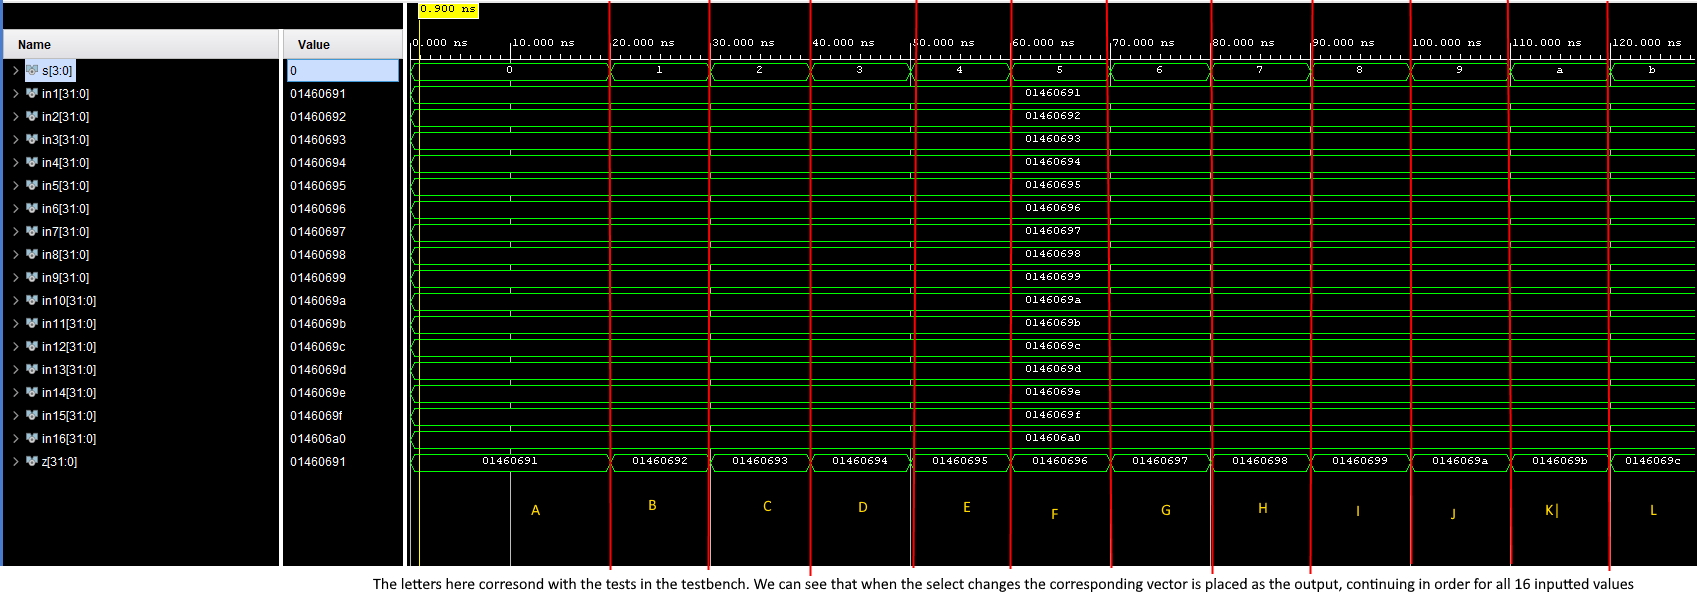 0.900 ns
Name Value
0.000 ns 10.000 ns 20.000 ns 30.000 ns 40.000 ns 50.000 ns 60.000 ns 70.000 ns 80.000 ns 90.000 ns 100.000 ns 110.000 ns 120.000 ns
s[3:0] 0 0 1 2 3 4 5 6 7 8 9 a b
in1[31:0] 01460691 01460691
in2[31:0] 01460692 01460692
in3[31:0] 01460693 01460693
in4[31:0] 01460694 01460694
in5[31:0] 01460695 01460695
in6[31:0] 01460696 01460696
in7[31:0] 01460697 01460697
in8[31:0] 01460698 01460698
in9[31:0] 01460699 01460699
in10[31:0] 0146069a 0146069a
in11[31:0] 0146069b 0146069b
in12[31:0] 0146069c 0146069c
in13[31:0] 0146069d 0146069d
in14[31:0] 0146069e 0146069e
in15[31:0] 0146069f 0146069f
in16[31:0] 014606a0 014606a0
z[31:0] 01460691 01460691 01460692 01460693 01460694 01460695 01460696 01460697 01460698 01460699 0146069a 0146069b 0146069c
A B C D E F G H I J K| L
The letters here corresond with the tests in the testbench. We can see that when the select changes the corresponding vector is placed as the output, continuing in order for all 16 inputted values